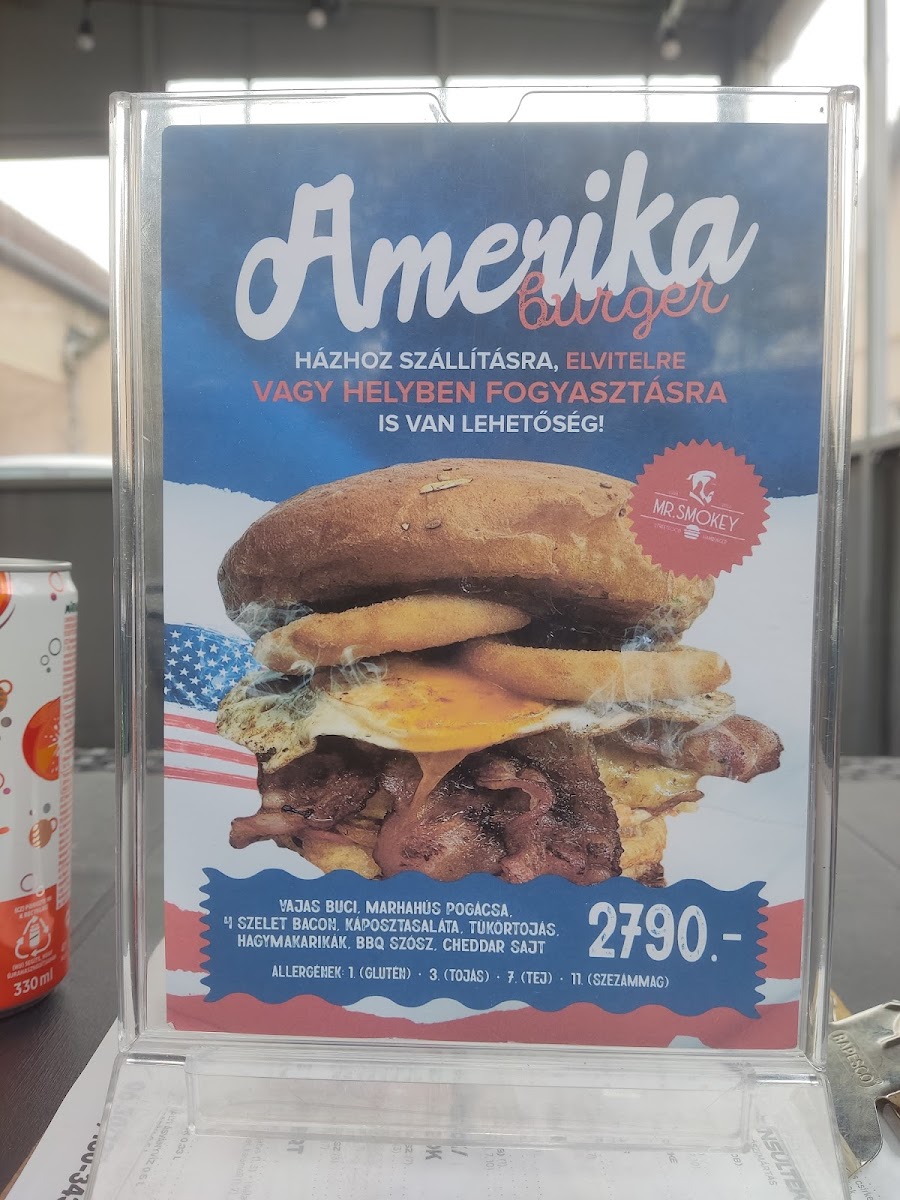 Amerika
burger
HÁZHOZ SZÁLLÍTÁSRA, ELVITELRE
VAGY HELYBEN FOGYASZTÁSRA
IS VAN LEHETŐSÉG!
MR. SMOKEY
VAJAS BUCI, MARHAHÚS POGÁCSA,
4 SZELET BACON, KÁPOSZTASALÁTA, TÜKÖRTOJÁS,
HAGYMAKARIKÁK, BBQ SZÓSZ, CHEDDAR SAJT
2790.-
ALLERGÉNEK: 1. (GLUTÉN) · 3. (TOJÁS) · 7. (TEJ) · 11. (SZEZÁMMAG)
330 ml
RAPESCO